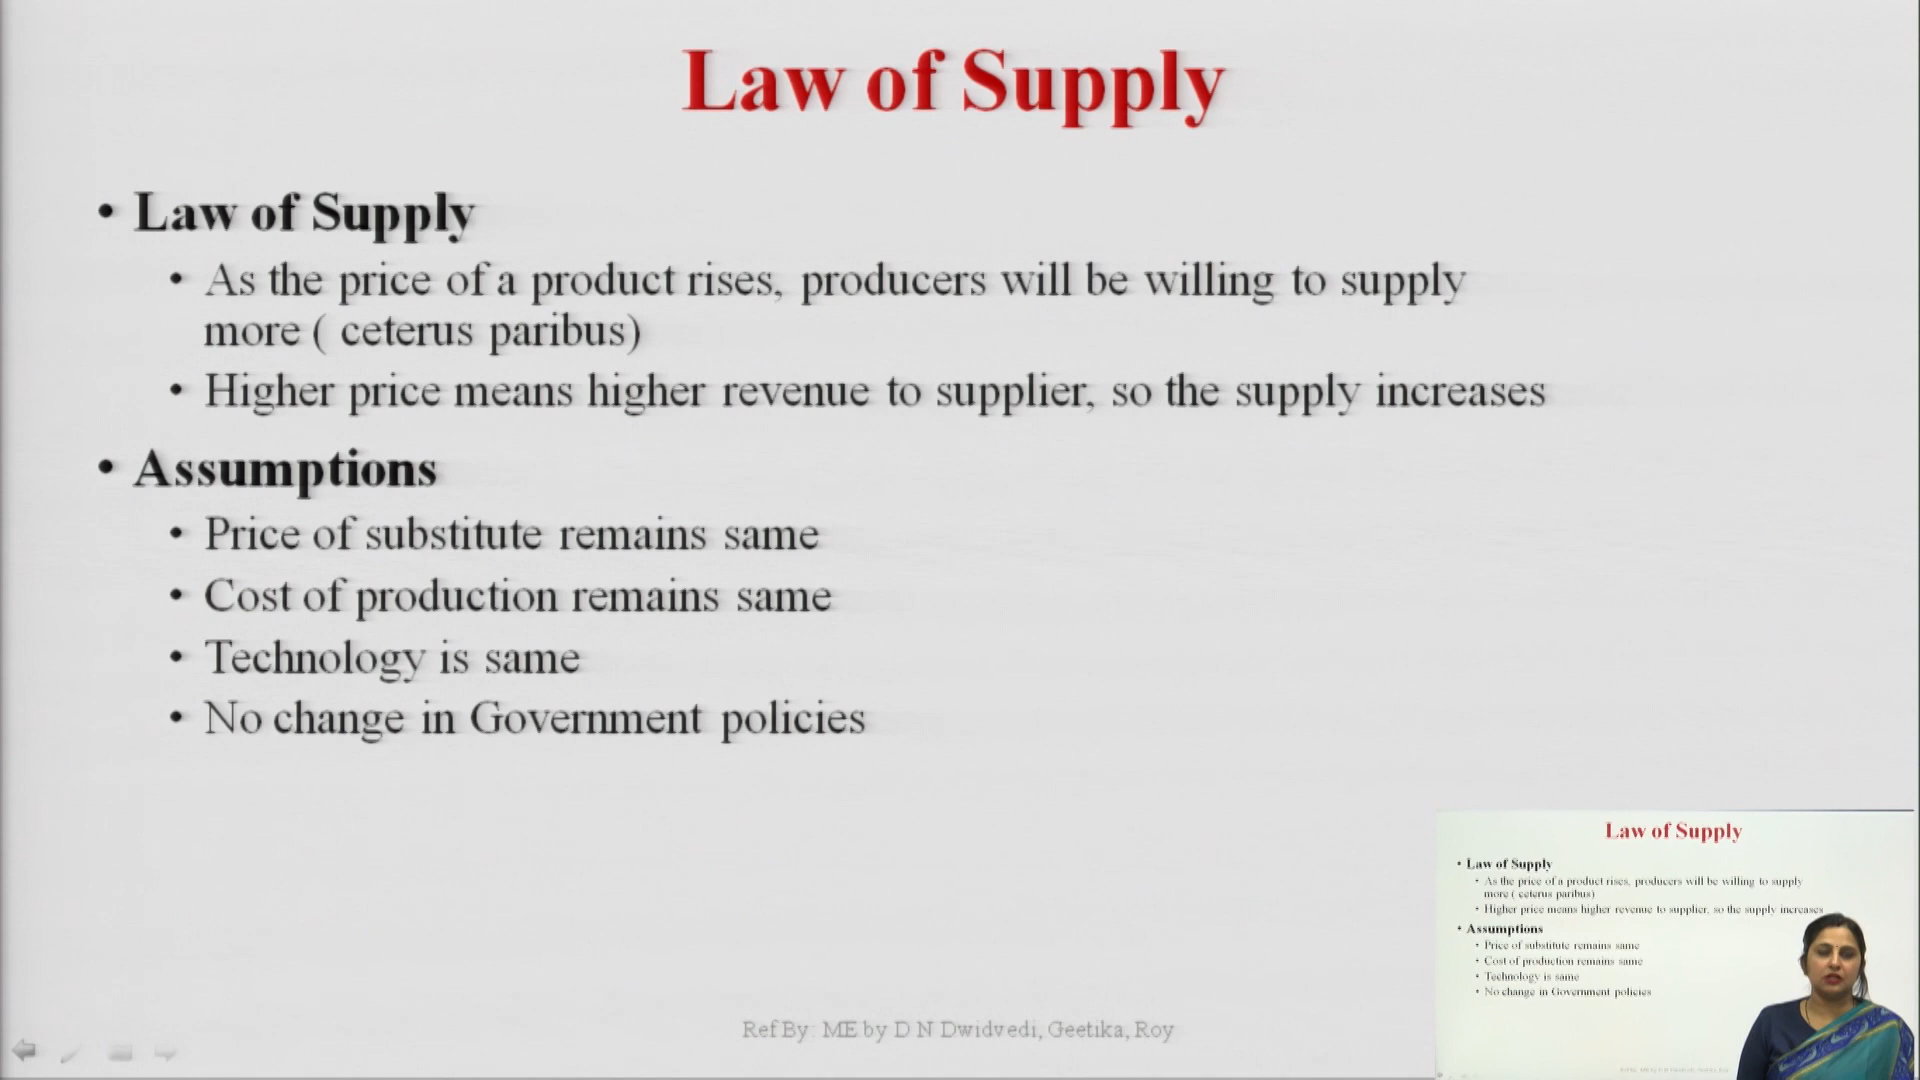 Law of Supply
• Law of Supply
• As the price of a product rises, producers will be willing to supply
more ( ceterus paribus)
• Higher price means higher revenue to supplier, so the supply increases
• Assumptions
• Price of substitute remains same
• Cost of production remains same
• Technology is same
• No change in Government policies
Ref By: ME by D N Dwidvedi, Geetika, Roy
Law of Supply
• Law of Supply
• As the price of a product rises, producers will be willing to supply
more ( ceterus paribus)
• Higher price means higher revenue to supplier, so the supply increases
• Assumptions
• Price of substitute remains same
• Cost of production remains same
• Technology is same
• No change in Government policies